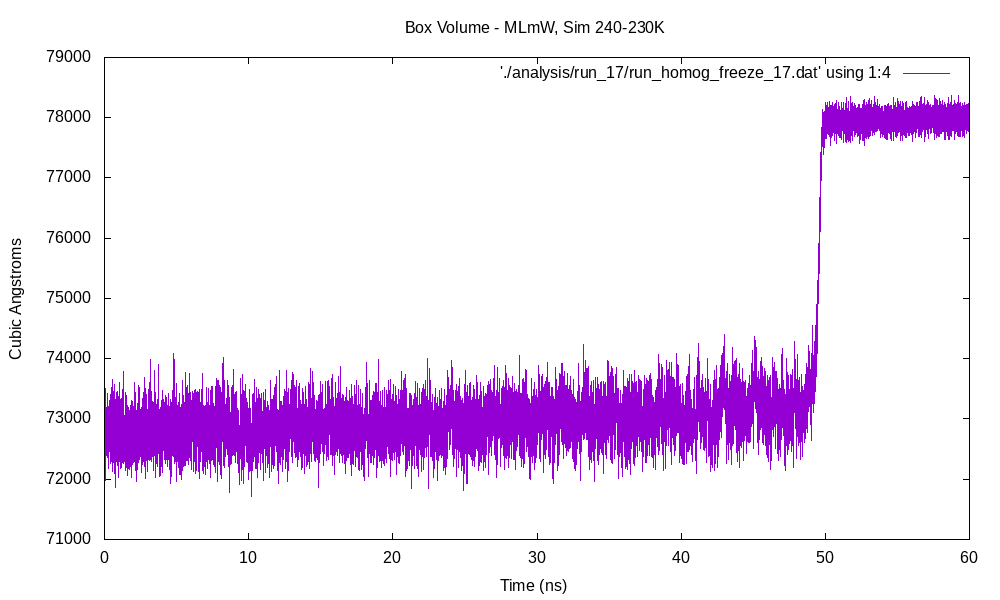 Box Volume - MLmW, Sim 240-230K
'./analysis/run_17/run_homog_freeze_17.dat' using 1:4
79000
78000
77000
76000
75000
74000
73000
72000
71000
Cubic Angstroms
0 10 20 30 40 50 60
Time (ns)